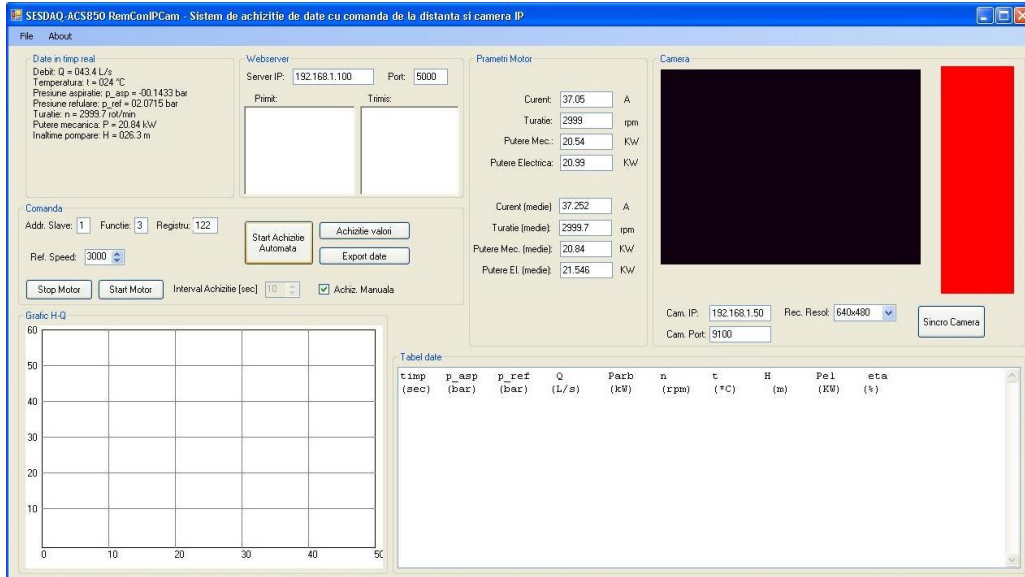 SESDAQ-ACS850 RemConIPCam - Sistem de achizitie de date cu comanda de la distanta si camera IP
File About
Date in timp real
Debit: Q = 043.4 L/s
Temperatura: t = 024 °C
Presiune aspiratie: p_asp = -00.1433 bar
Presiune refulare: p_ref = 02.0715 bar
Turatie: n = 2999.7 rot/min
Putere mecanica: P = 20.84 kW
Inaltime pompare: H = 026.3 m
Webserver
Server IP: 192.168.1.100 Port: 5000
Primit: Trimis:
Prametri Motor
Curent: 37.05 A
Turatie: 2999 rpm
Putere Mec.: 20.54 KW
Putere Electrica: 20.99 KW
Curent (medie) 37.252 A
Turatie (medie): 2999.7 rpm
Putere Mec. (medie): 20.84 KW
Putere El. (medie): 21.546 KW
Camera
Cam. IP: 192.168.1.50 Rec. Resol: 640x480
Cam. Port: 9100
Sincro Camera
Comanda
Addr. Slave: 1 Functie: 3 Registru: 122
Ref. Speed: 3000
Start Achizitie
Automata
Achizitie valori
Export date
Stop Motor Start Motor Interval Achizitie [sec] 10 Achiz. Manuala
Grafic H-Q
60
50
40
30
20
10
0 10 20 30 40 50
Tabel date
timp p_asp p_ref Q Parb n t H Pel eta
(sec) (bar) (bar) (L/s) (kW) (rpm) (°C) (m) (KW) (%)